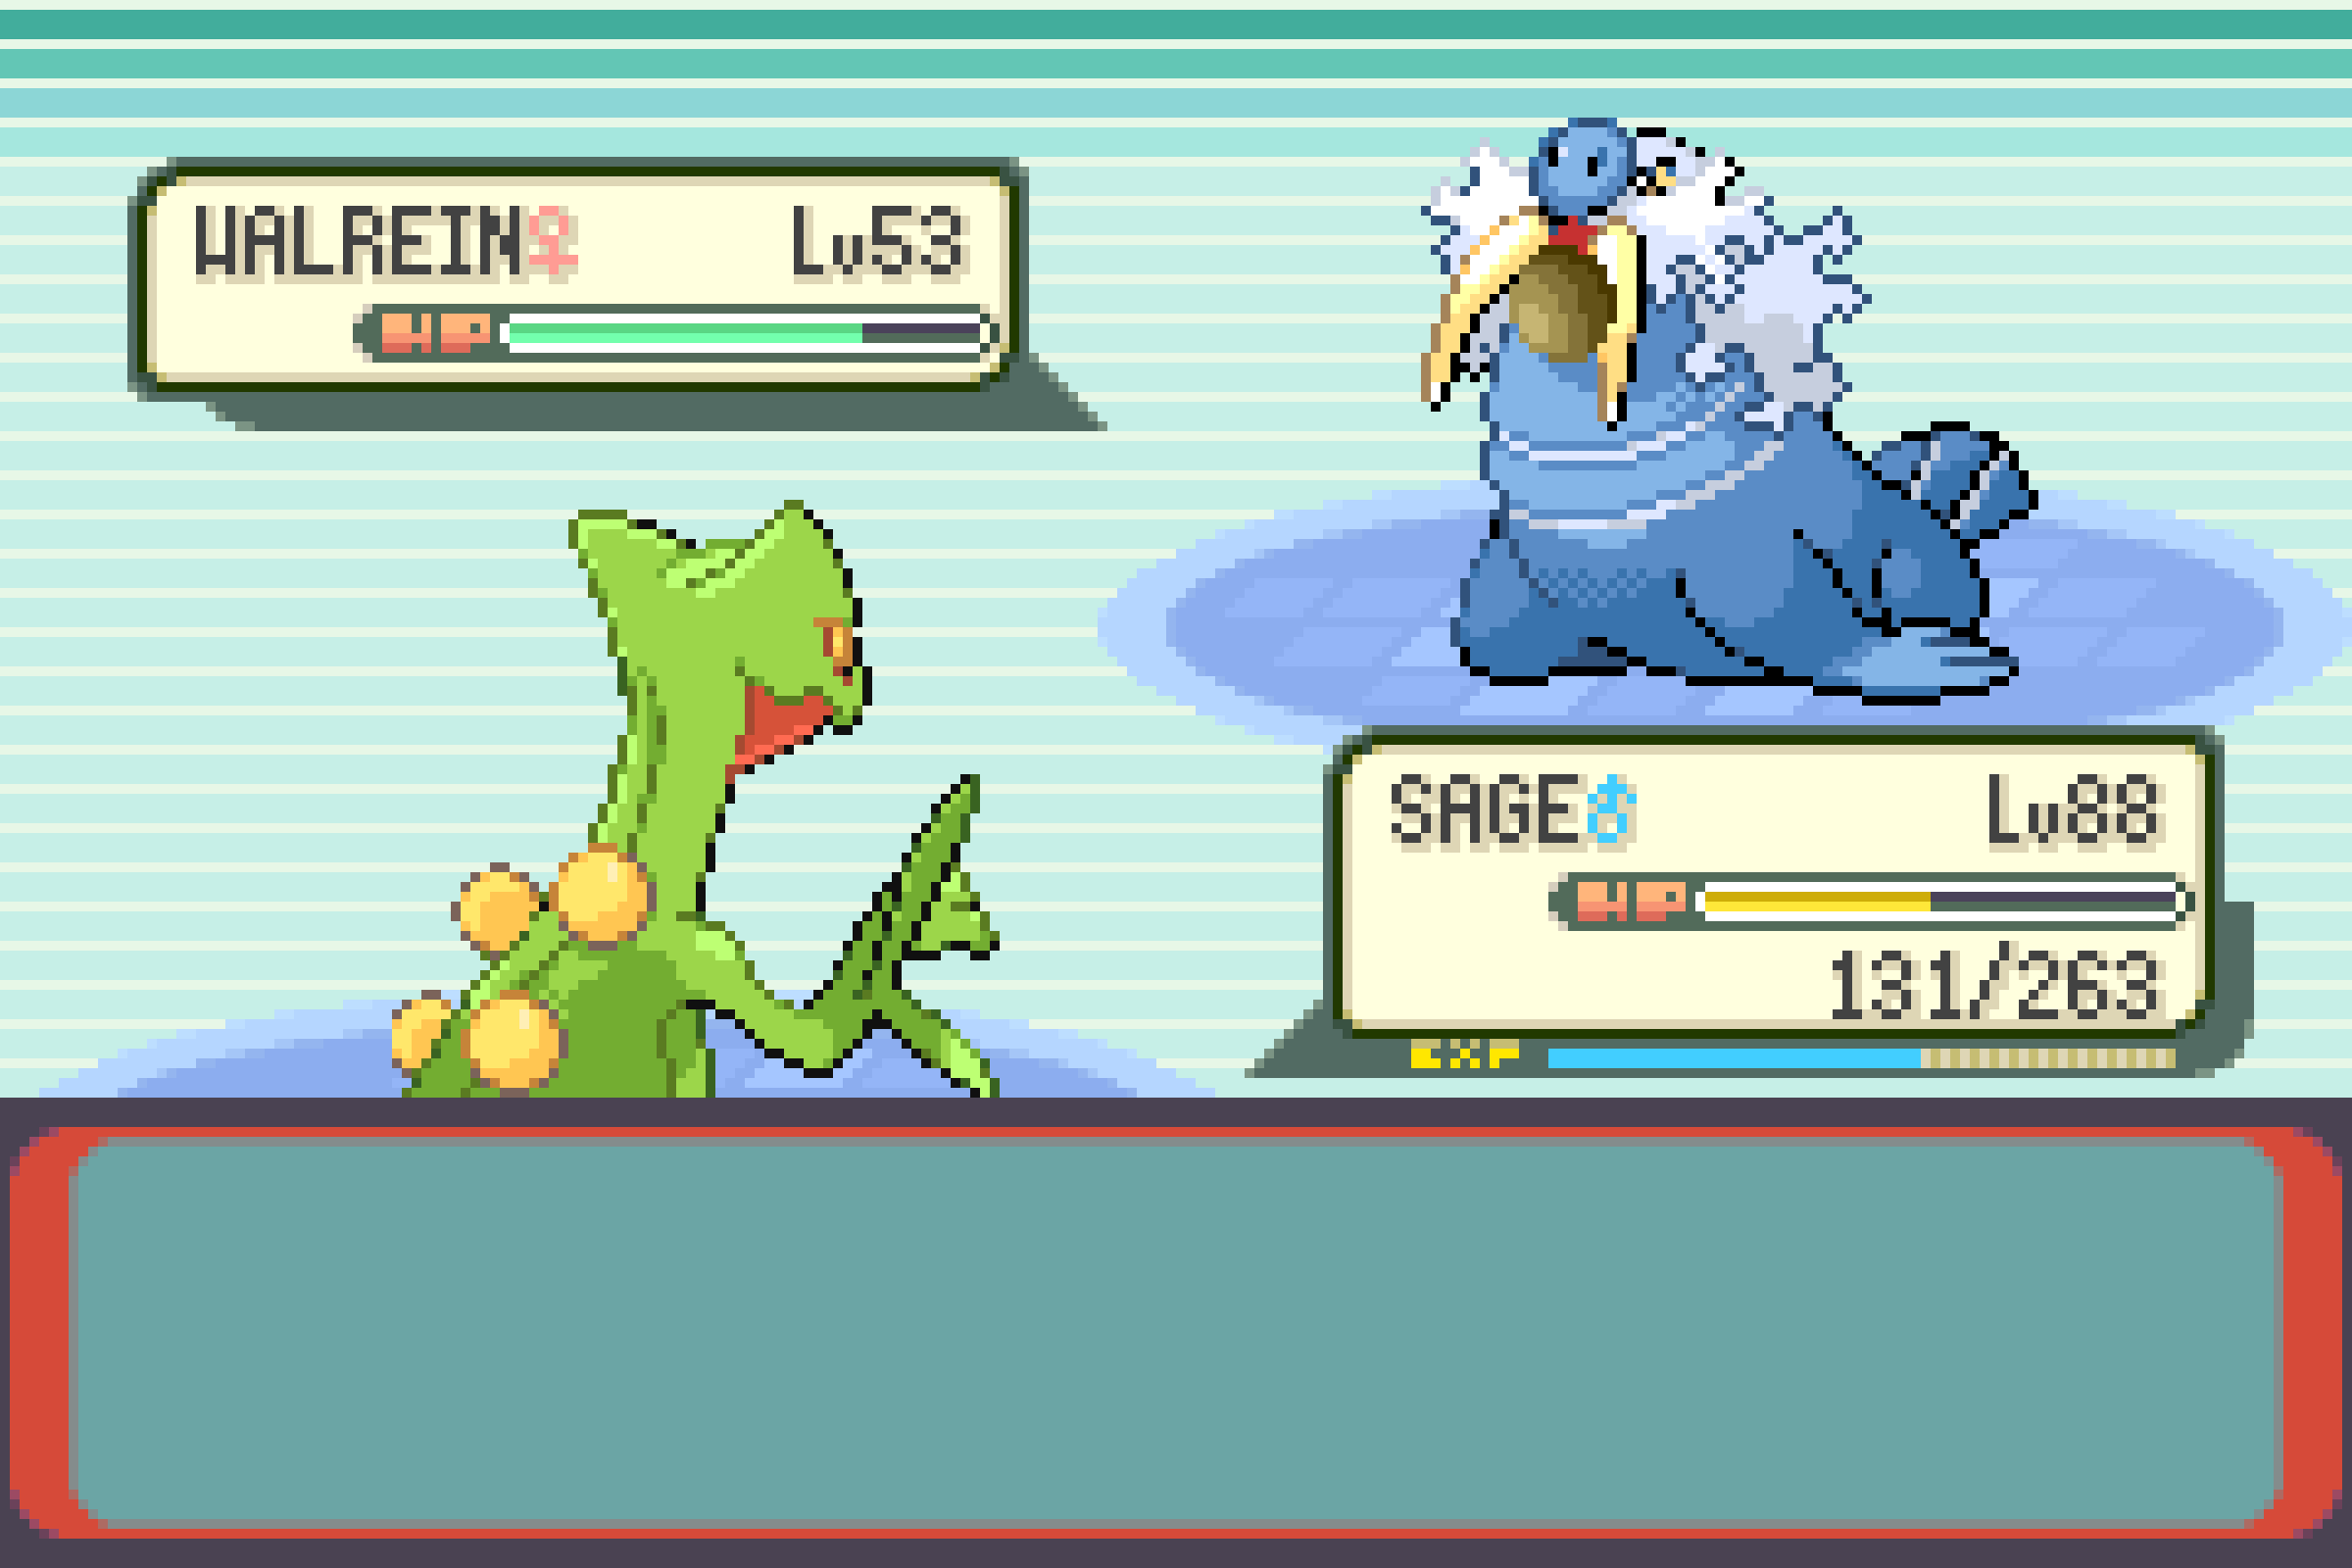 WALREIN♀ Lv53
HP
SAGE♂ Lv88
HP
131/263
EXP